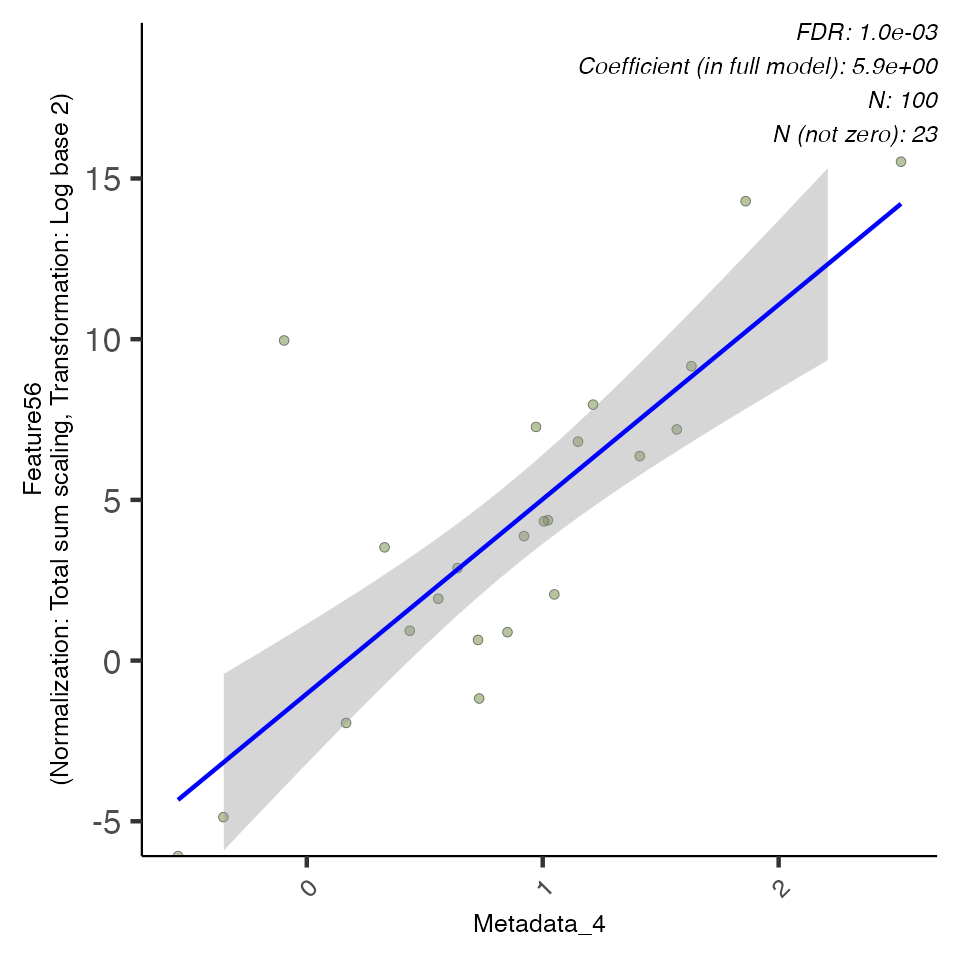 FDR: 1.0e-03
Coefficient (in full model): 5.9e+00
N: 100
N (not zero): 23
Feature56
(Normalization: Total sum scaling, Transformation: Log base 2)
15
10
5
0
-5
0
1
2
Metadata_4